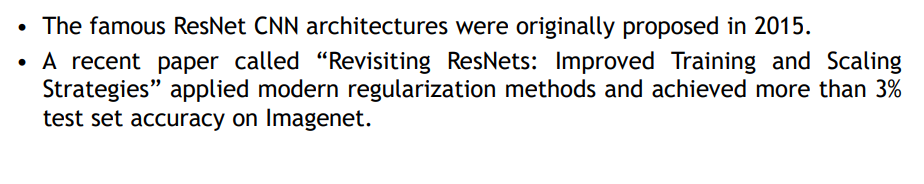 • The famous ResNet CNN architectures were originally proposed in 2015.
• A recent paper called “Revisiting ResNets: Improved Training and Scaling
Strategies” applied modern regularization methods and achieved more than 3%
test set accuracy on Imagenet.